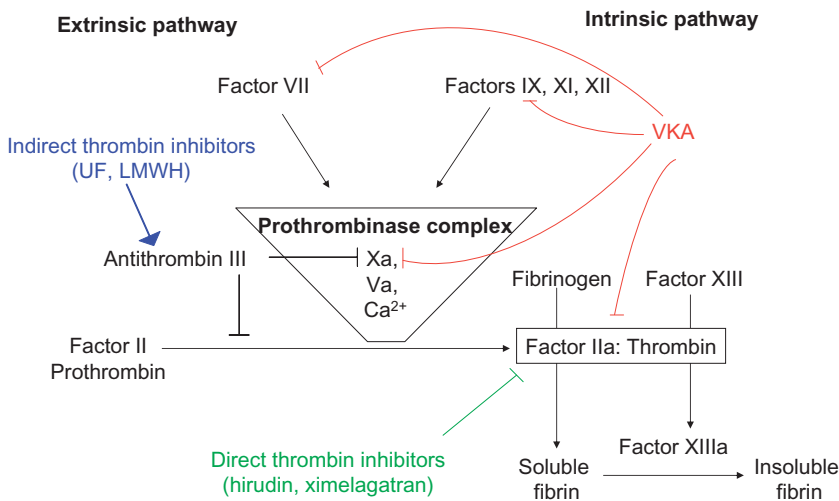 Extrinsic pathway
Intrinsic pathway
Factor VII
Factors IX, XI, XII
VKA
Indirect thrombin inhibitors
(UF, LMWH)
Prothrombinase complex
Antithrombin III
Xa,
Va,
Ca²⁺
Fibrinogen
Factor XIII
Factor II
Prothrombin
Factor IIa: Thrombin
Direct thrombin inhibitors
(hirudin, ximelagatran)
Factor XIIIa
Soluble
fibrin
Insoluble
fibrin